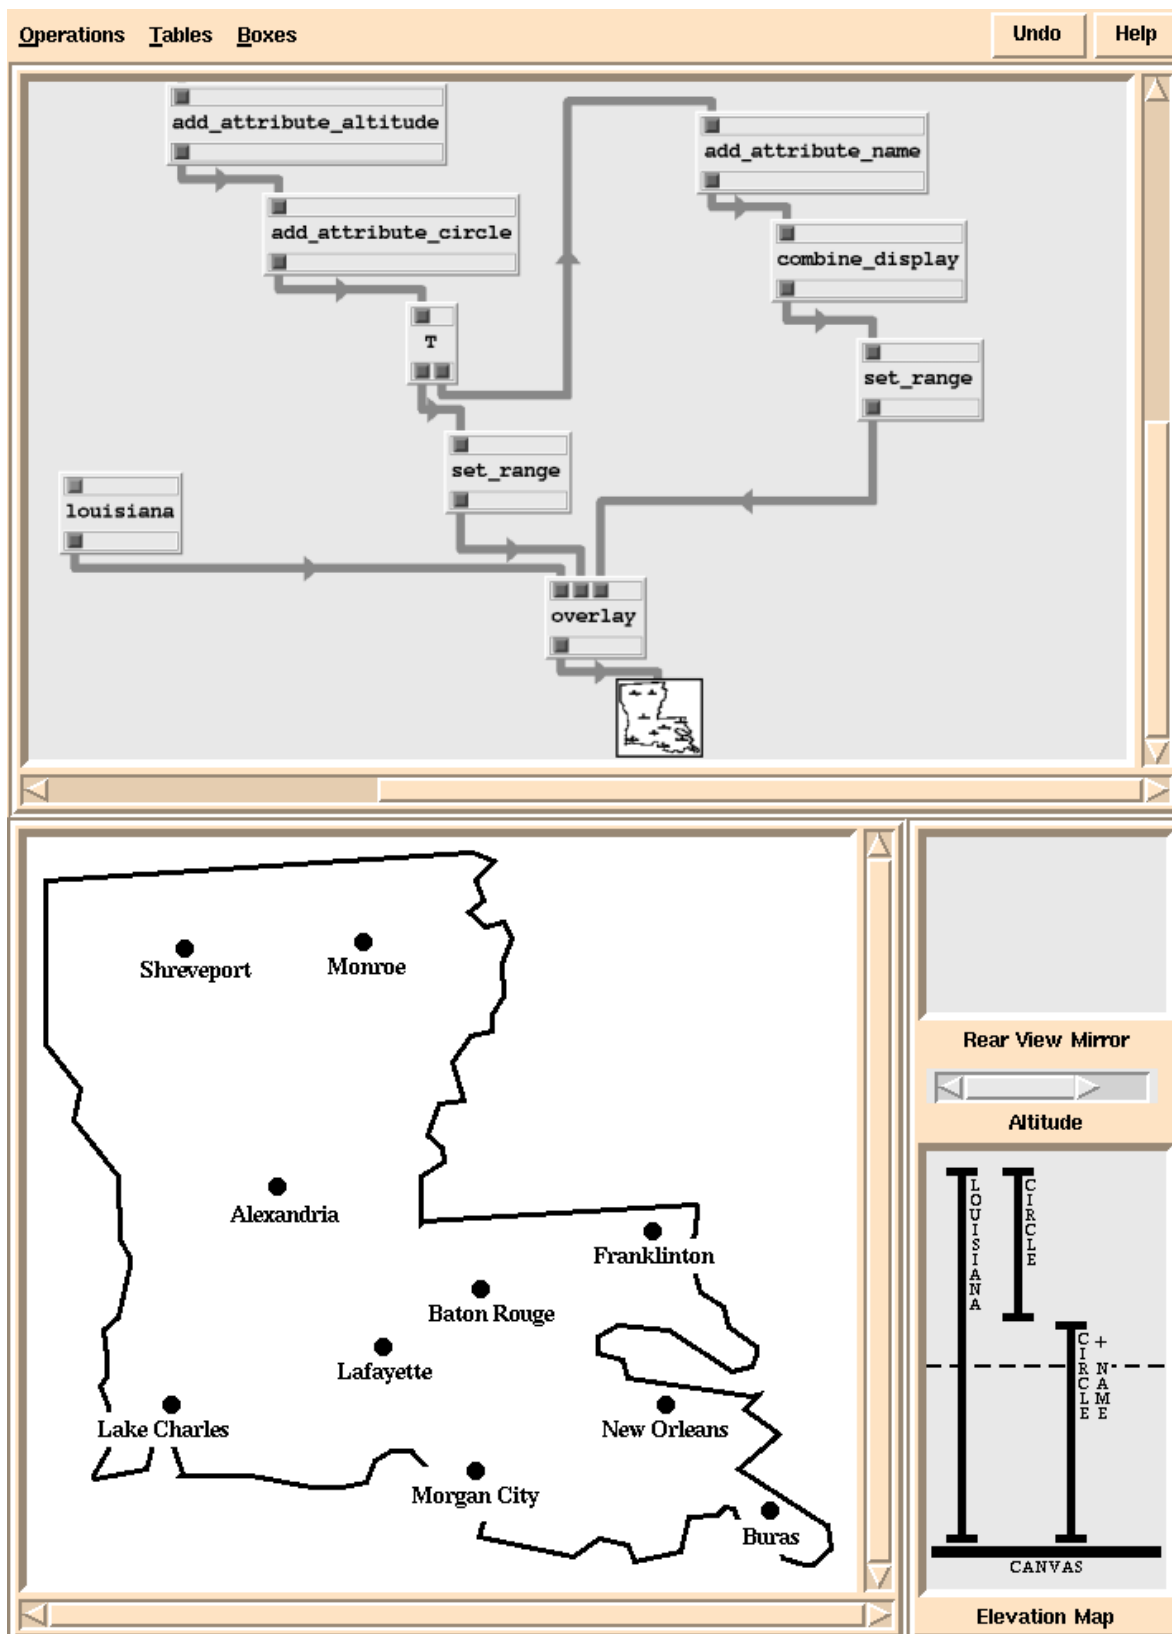 Operations Tables Boxes Undo Help
add_attribute_altitude
add_attribute_name
add_attribute_circle
combine_display
T
set_range
set_range
louisiana
overlay
Shreveport
Monroe
Alexandria
Franklinton
Baton Rouge
Lafayette
Lake Charles
New Orleans
Morgan City
Buras
Rear View Mirror
Altitude
LOUISIANA
CIRCLE
CIRCLE
+ NAME
CANVAS
Elevation Map